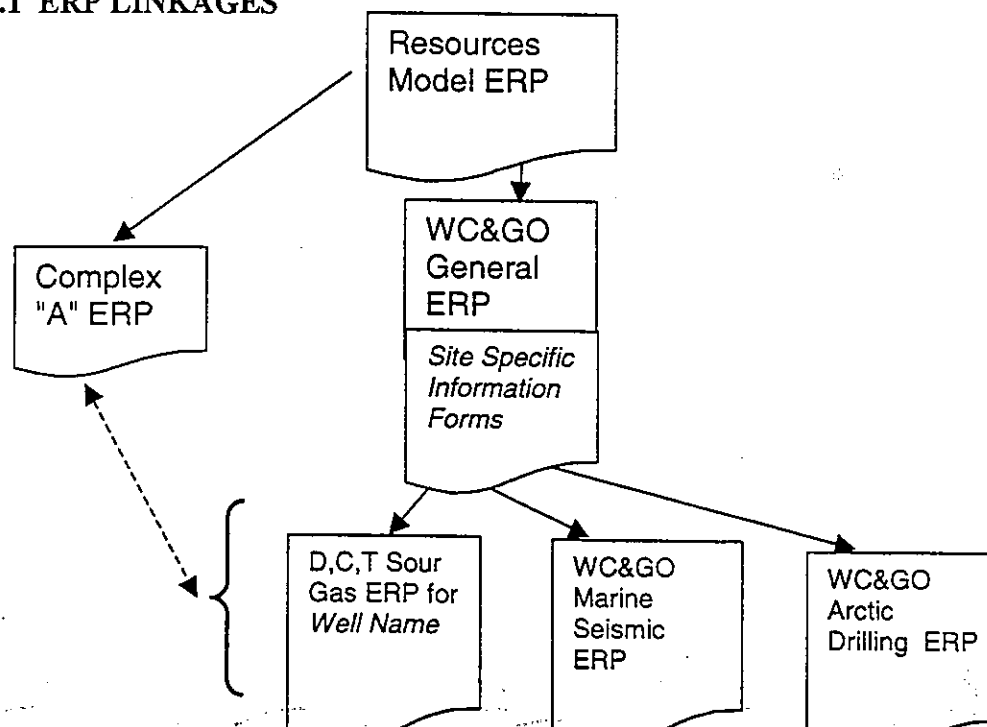 .1 ERP LINKAGES
Resources
Model ERP
WC&GO
General
ERP
Complex
"A" ERP
Site Specific
Information
Forms
D,C,T Sour
Gas ERP for
Well Name
WC&GO
Marine
Seismic
ERP
WC&GO
Arctic
Drilling ERP